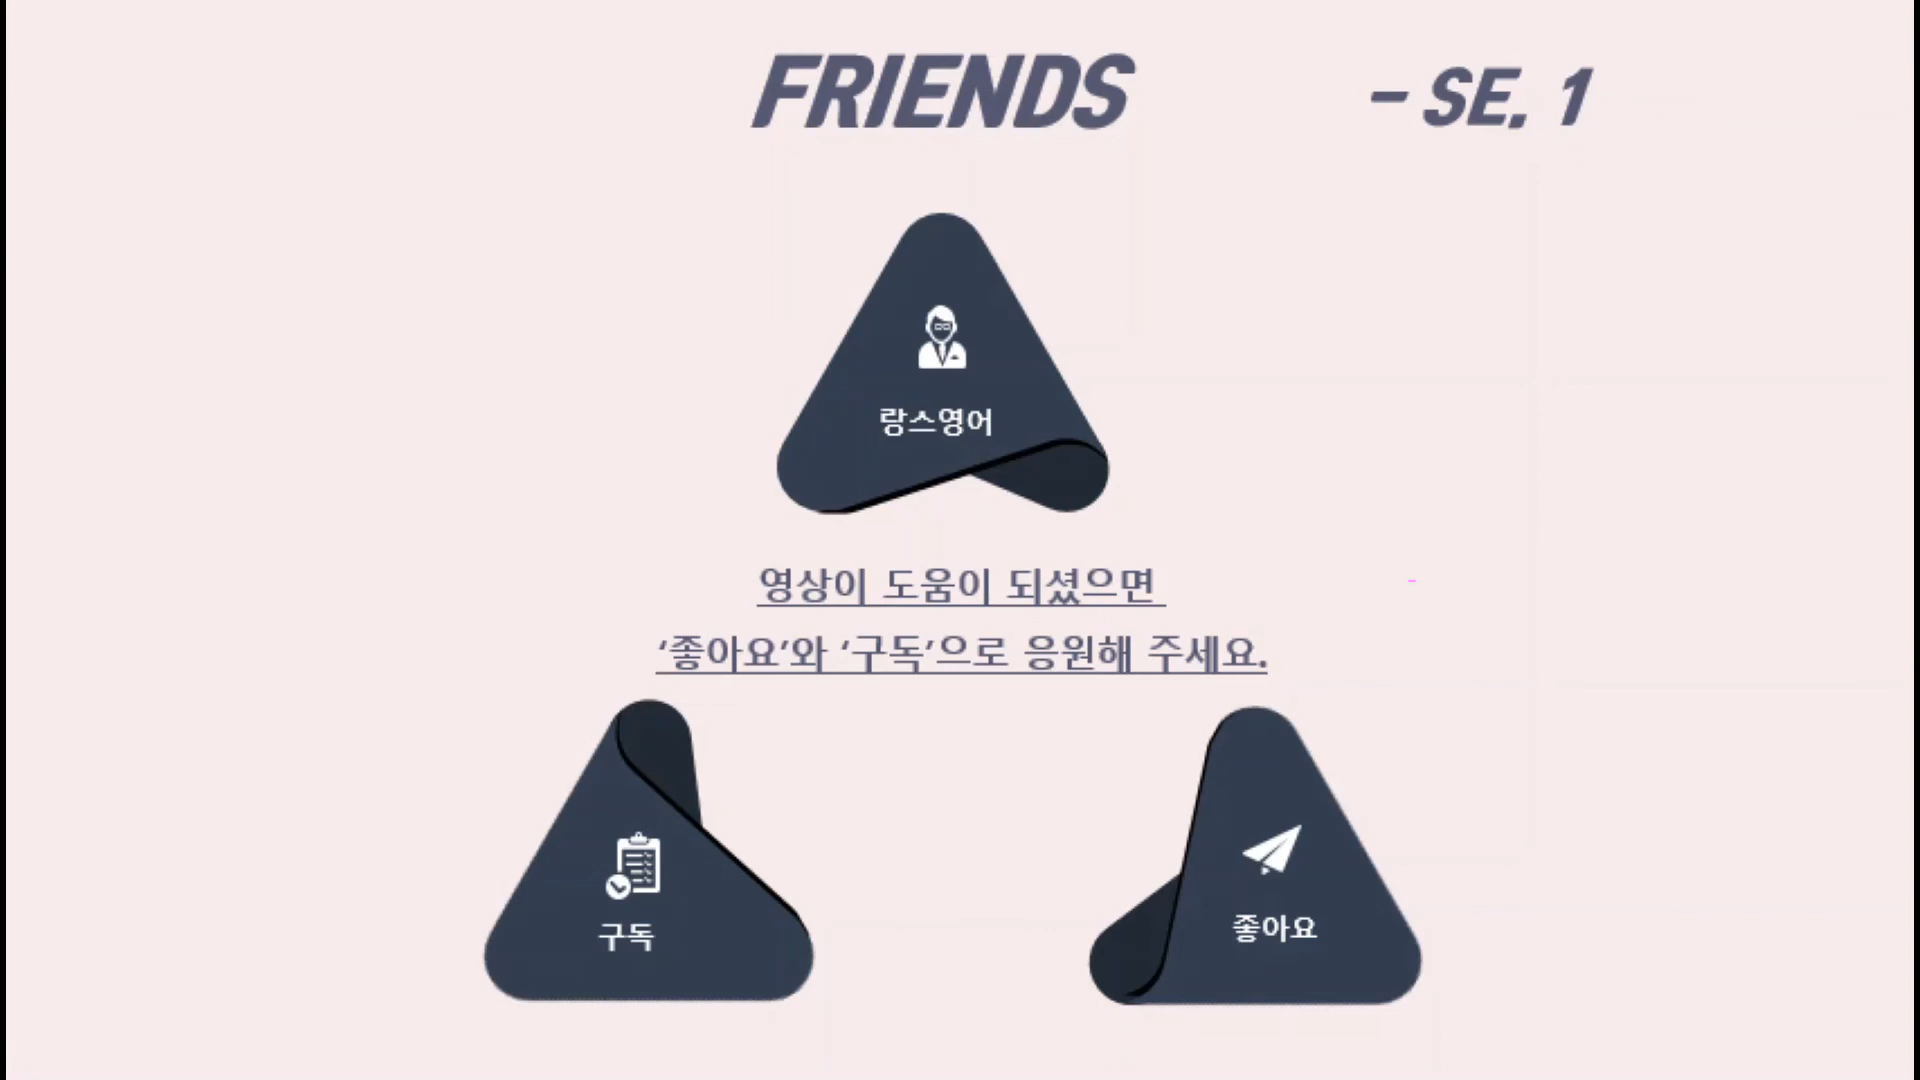 FRIENDS - SE. 1
랑스영어
영상이 도움이 되셨으면
‘좋아요’와 ‘구독’으로 응원해 주세요.
구독
좋아요